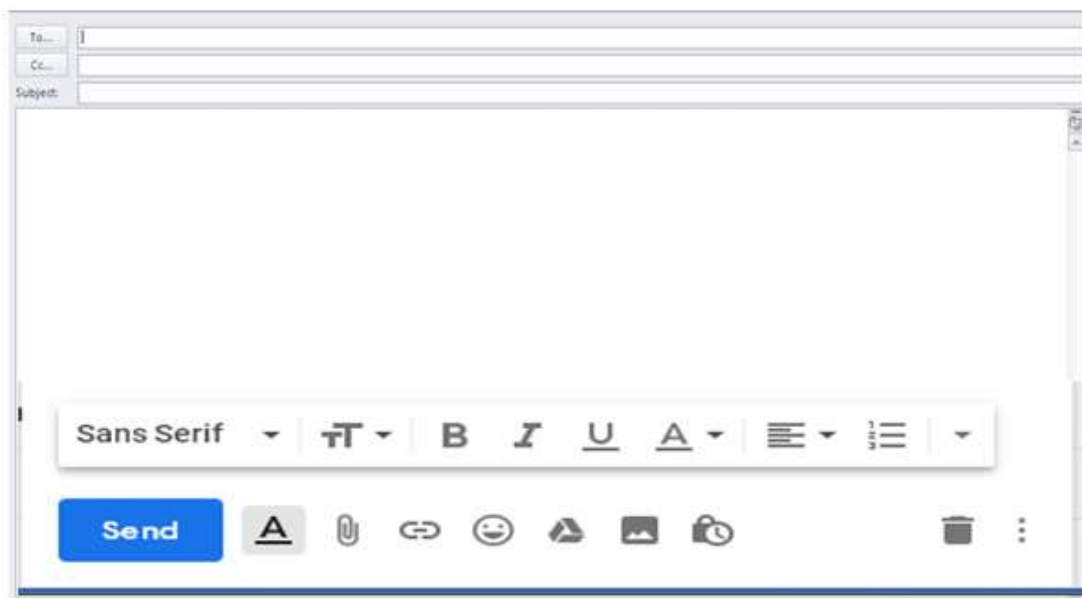 To...
Cc...
Subject:
Sans Serif T B I U A
Send A